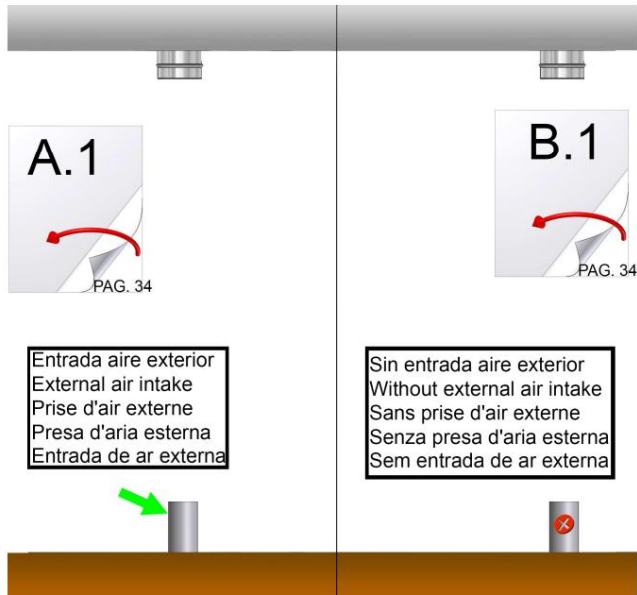 A.1
PAG. 34
Entrada aire exterior
External air intake
Prise d'air externe
Presa d'aria esterna
Entrada de ar externa
B.1
PAG. 34
Sin entrada aire exterior
Without external air intake
Sans prise d'air externe
Senza presa d'aria esterna
Sem entrada de ar externa